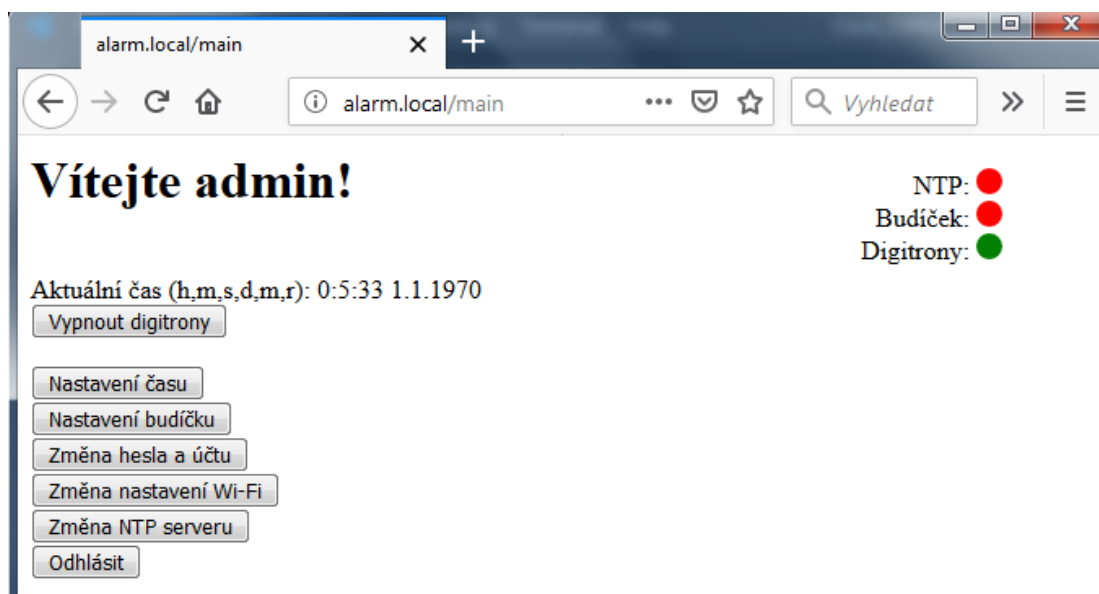 alarm.local/main
alarm.local/main
Vyhledat
Vítejte admin!
NTP:
Budíček:
Digitrony:
Aktuální čas (h,m,s,d,m,r): 0:5:33 1.1.1970
Vypnout digitrony
Nastavení času
Nastavení budíčku
Změna hesla a účtu
Změna nastavení Wi-Fi
Změna NTP serveru
Odhlásit